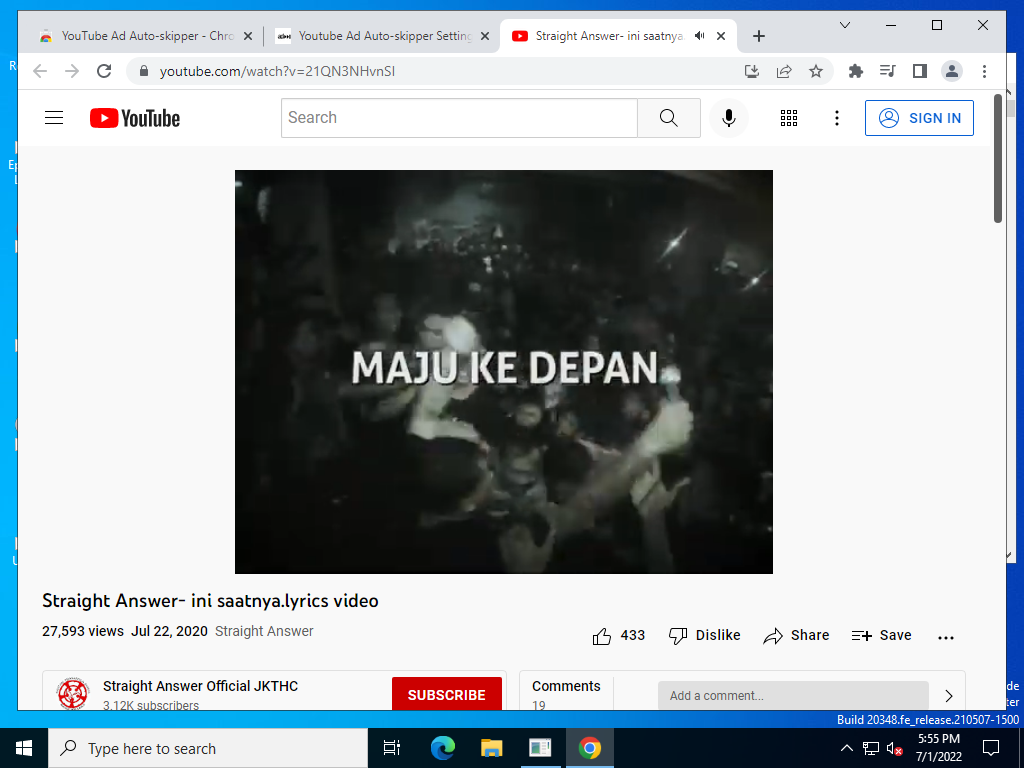 YouTube Ad Auto-skipper - Chro
Youtube Ad Auto-skipper Setting
Straight Answer- ini saatnya.
youtube.com/watch?v=21QN3NHvnSI
YouTube
Search
SIGN IN
MAJU KE DEPAN
Straight Answer- ini saatnya.lyrics video
27,593 views Jul 22, 2020 Straight Answer
433 Dislike Share Save
Straight Answer Official JKTHC
3.12K subscribers
SUBSCRIBE
Comments
19
Add a comment...
Build 20348.fe_release.210507-1500
Type here to search
5:55 PM
7/1/2022